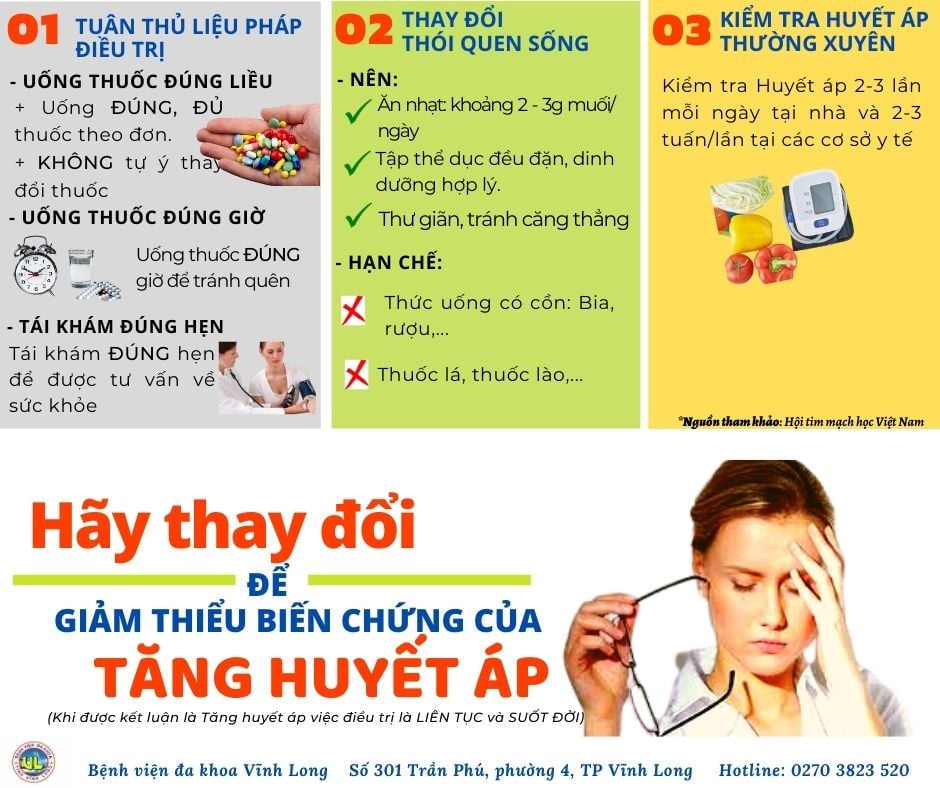 01 TUÂN THỦ LIỆU PHÁP
ĐIỀU TRỊ
- UỐNG THUỐC ĐÚNG LIỀU
+ Uống ĐÚNG, ĐỦ
thuốc theo đơn.
+ KHÔNG tự ý thay
đổi thuốc
- UỐNG THUỐC ĐÚNG GIỜ
Uống thuốc ĐÚNG
giờ để tránh quên
- TÁI KHÁM ĐÚNG HẸN
Tái khám ĐÚNG hẹn
để được tư vấn về
sức khỏe
02 THAY ĐỔI
THÓI QUEN SỐNG
- NÊN:
Ăn nhạt: khoảng 2 - 3g muối/
ngày
Tập thể dục đều đặn, dinh
dưỡng hợp lý.
Thư giãn, tránh căng thẳng
- HẠN CHẾ:
Thức uống có cồn: Bia,
rượu,...
Thuốc lá, thuốc lào,...
03 KIỂM TRA HUYẾT ÁP
THƯỜNG XUYÊN
Kiểm tra Huyết áp 2-3 lần
mỗi ngày tại nhà và 2-3
tuần/lần tại các cơ sở y tế
*Nguồn tham khảo: Hội tim mạch học Việt Nam
Hãy thay đổi
ĐỂ
GIẢM THIỂU BIẾN CHỨNG CỦA
TĂNG HUYẾT ÁP
(Khi được kết luận là Tăng huyết áp việc điều trị là LIÊN TỤC và SUỐT ĐỜI)
Bệnh viện đa khoa Vĩnh Long Số 301 Trần Phú, phường 4, TP Vĩnh Long Hotline: 0270 3823 520